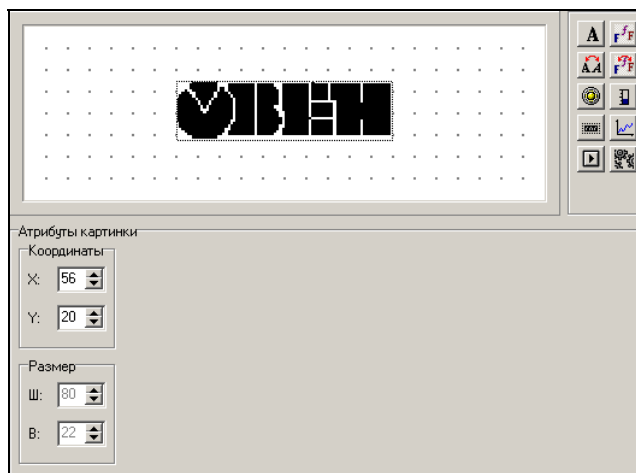 ОВЕН
Атрибуты картинки
Координаты
X: 56
Y: 20
Размер
Ш: 80
В: 22